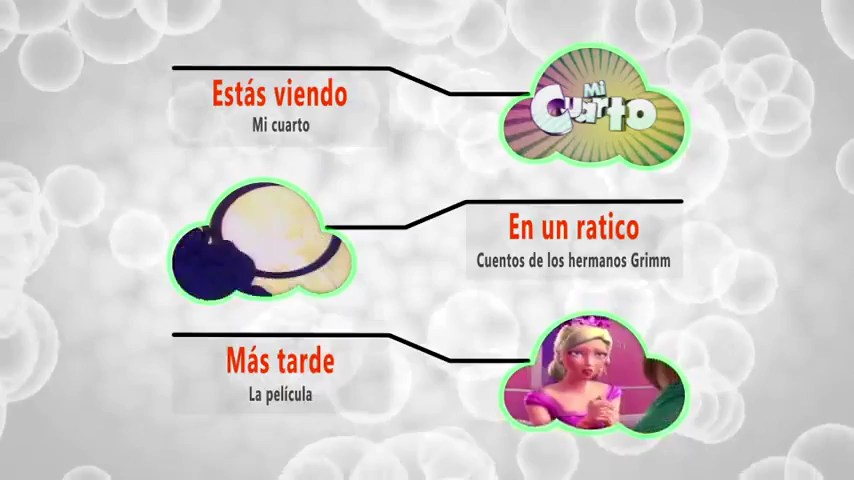 Estás viendo
Mi cuarto
Mi
Cuarto
En un ratico
Cuentos de los hermanos Grimm
Más tarde
La película